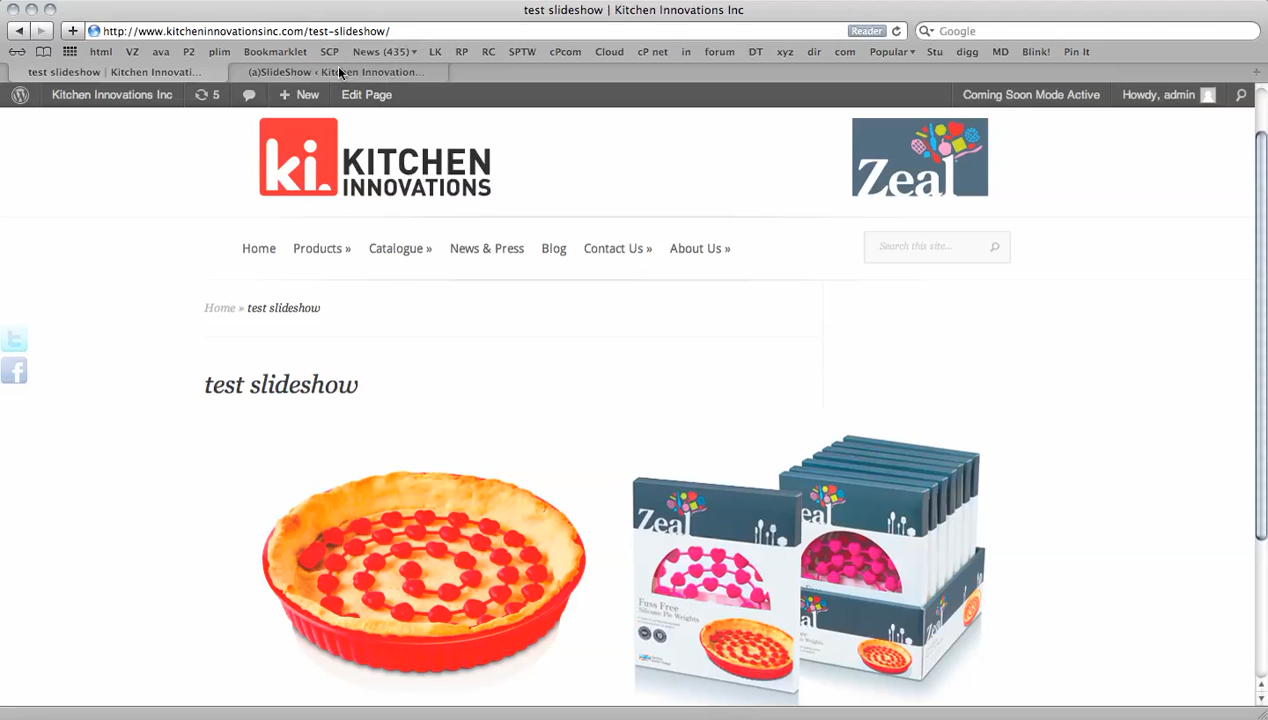 test slideshow | Kitchen Innovations Inc
http://www.kitcheninnovationsinc.com/test-slideshow/
Reader
Google
html VZ ava P2 plim Bookmarklet SCP News (435) LK RP RC SPTW cPcom Cloud cP net in forum DT xyz dir com Popular Stu digg MD Blink! Pin It
test slideshow | Kitchen Innovati...
(a)SlideShow ‹ Kitchen Innovation...
Kitchen Innovations Inc 5 + New Edit Page Coming Soon Mode Active Howdy, admin
ki. KITCHEN
INNOVATIONS
Zeal
Home Products » Catalogue » News & Press Blog Contact Us » About Us »
Search this site...
Home » test slideshow
test slideshow
Zeal
Fuss Free
Silicone Pie Weights
Zeal